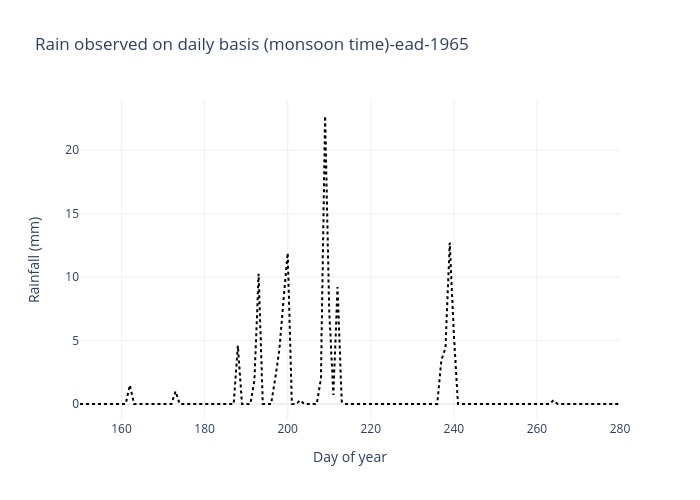 Rain observed on daily basis (monsoon time)-ead-1965
Rainfall (mm)
20
15
10
5
0
160 180 200 220 240 260 280
Day of year